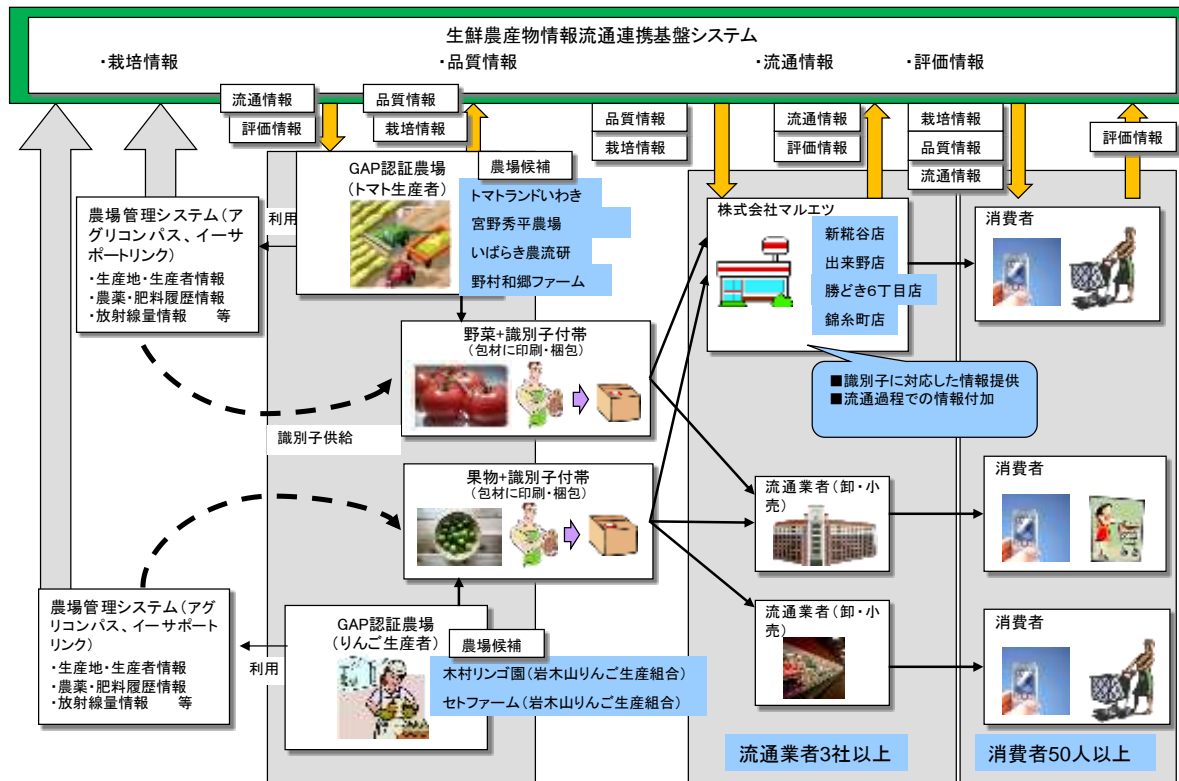 生鮮農産物情報流通連携基盤システム
・栽培情報
・品質情報
・流通情報
・評価情報
流通情報
評価情報
品質情報
栽培情報
品質情報
栽培情報
流通情報
評価情報
栽培情報
品質情報
流通情報
評価情報
GAP認証農場
(トマト生産者)
農場候補
トマトランドいわき
宮野秀平農場
いばらき農流研
野村和郷ファーム
利用
農場管理システム(ア
グリコンパス、イーサ
ポートリンク)
・生産地・生産者情報
・農薬・肥料履歴情報
・放射線量情報 等
株式会社マルエツ
新糀谷店
出来野店
勝どき6丁目店
錦糸町店
消費者
野菜+識別子付帯
(包材に印刷・梱包)
■識別子に対応した情報提供
■流通過程での情報付加
識別子供給
果物+識別子付帯
(包材に印刷・梱包)
流通業者(卸・小
売)
消費者
農場管理システム(アグ
リコンパス、イーサポート
リンク)
・生産地・生産者情報
・農薬・肥料履歴情報
・放射線量情報 等
利用
GAP認証農場
(りんご生産者)
農場候補
木村リンゴ園(岩木山りんご生産組合)
セトファーム(岩木山りんご生産組合)
流通業者(卸・小
売)
消費者
流通業者3社以上
消費者50人以上